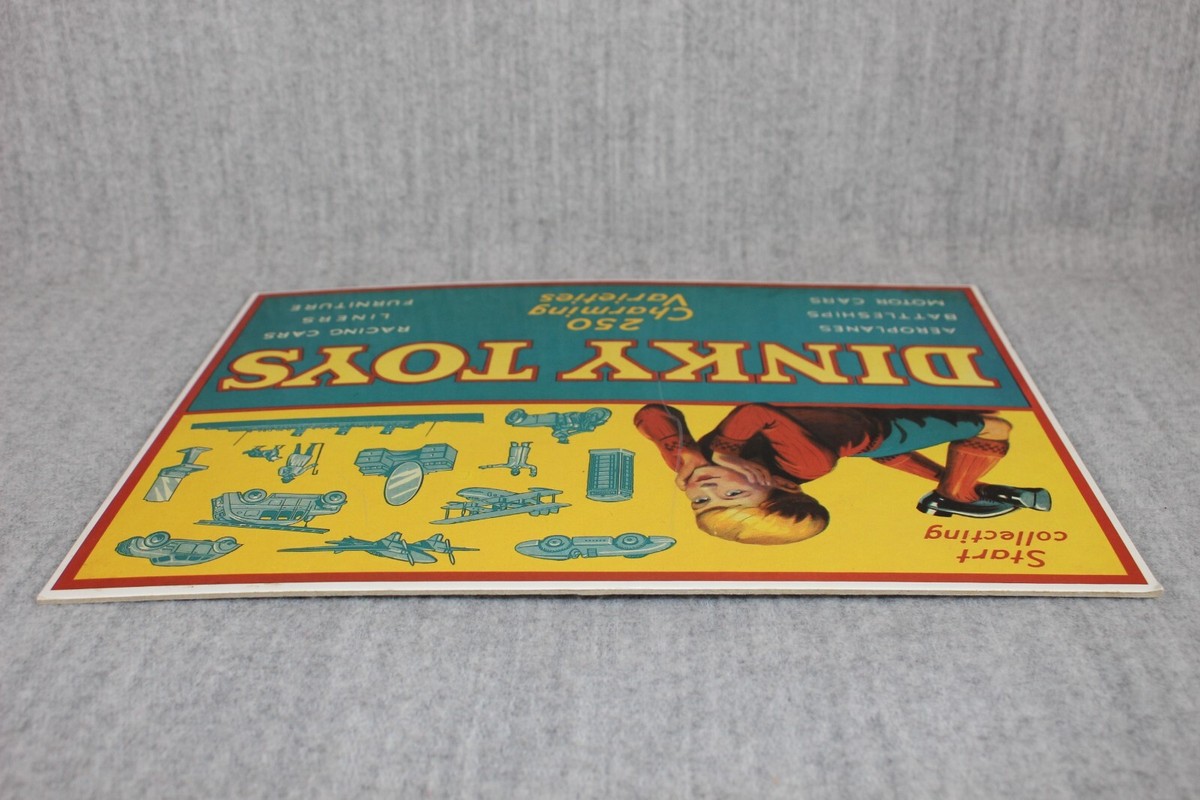 Start
collecting
DINKY TOYS
AEROPLANES
BATTLESHIPS
MOTOR CARS
250
Charming
Varieties
RACING CARS
LINERS
FURNITURE